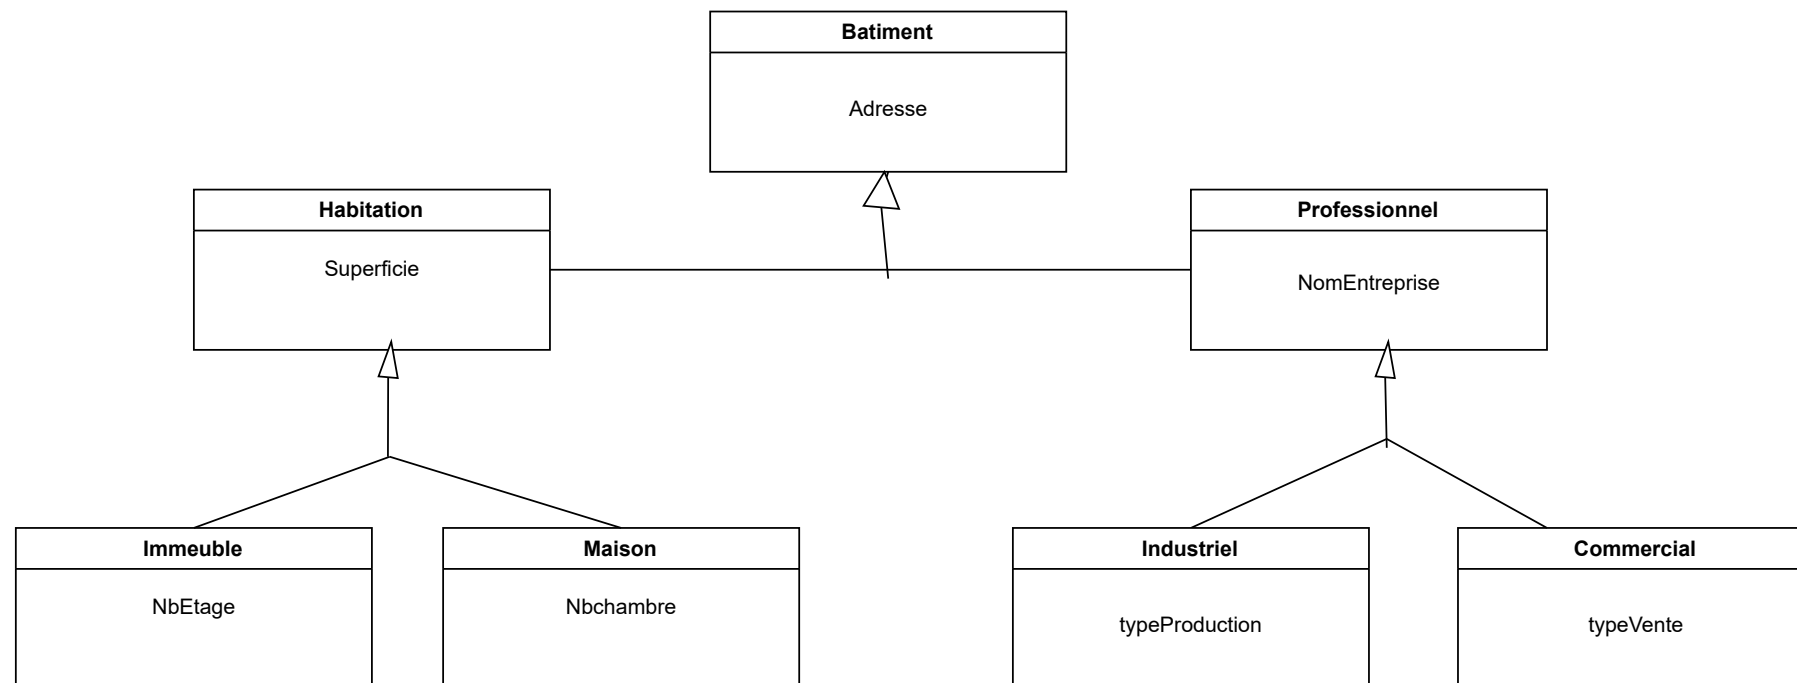 Batiment
Adresse
Habitation
Superficie
Professionnel
NomEntreprise
Immeuble
NbEtage
Maison
Nbchambre
Industriel
typeProduction
Commercial
typeVente